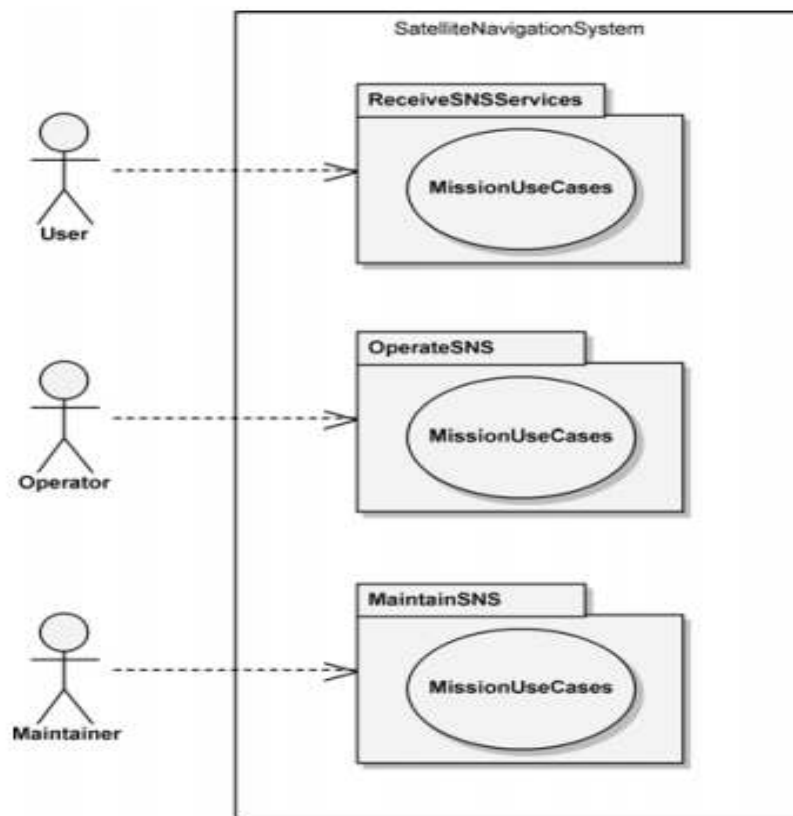 SatelliteNavigationSystem
ReceiveSNSServices
MissionUseCases
User
OperateSNS
MissionUseCases
Operator
MaintainSNS
MissionUseCases
Maintainer